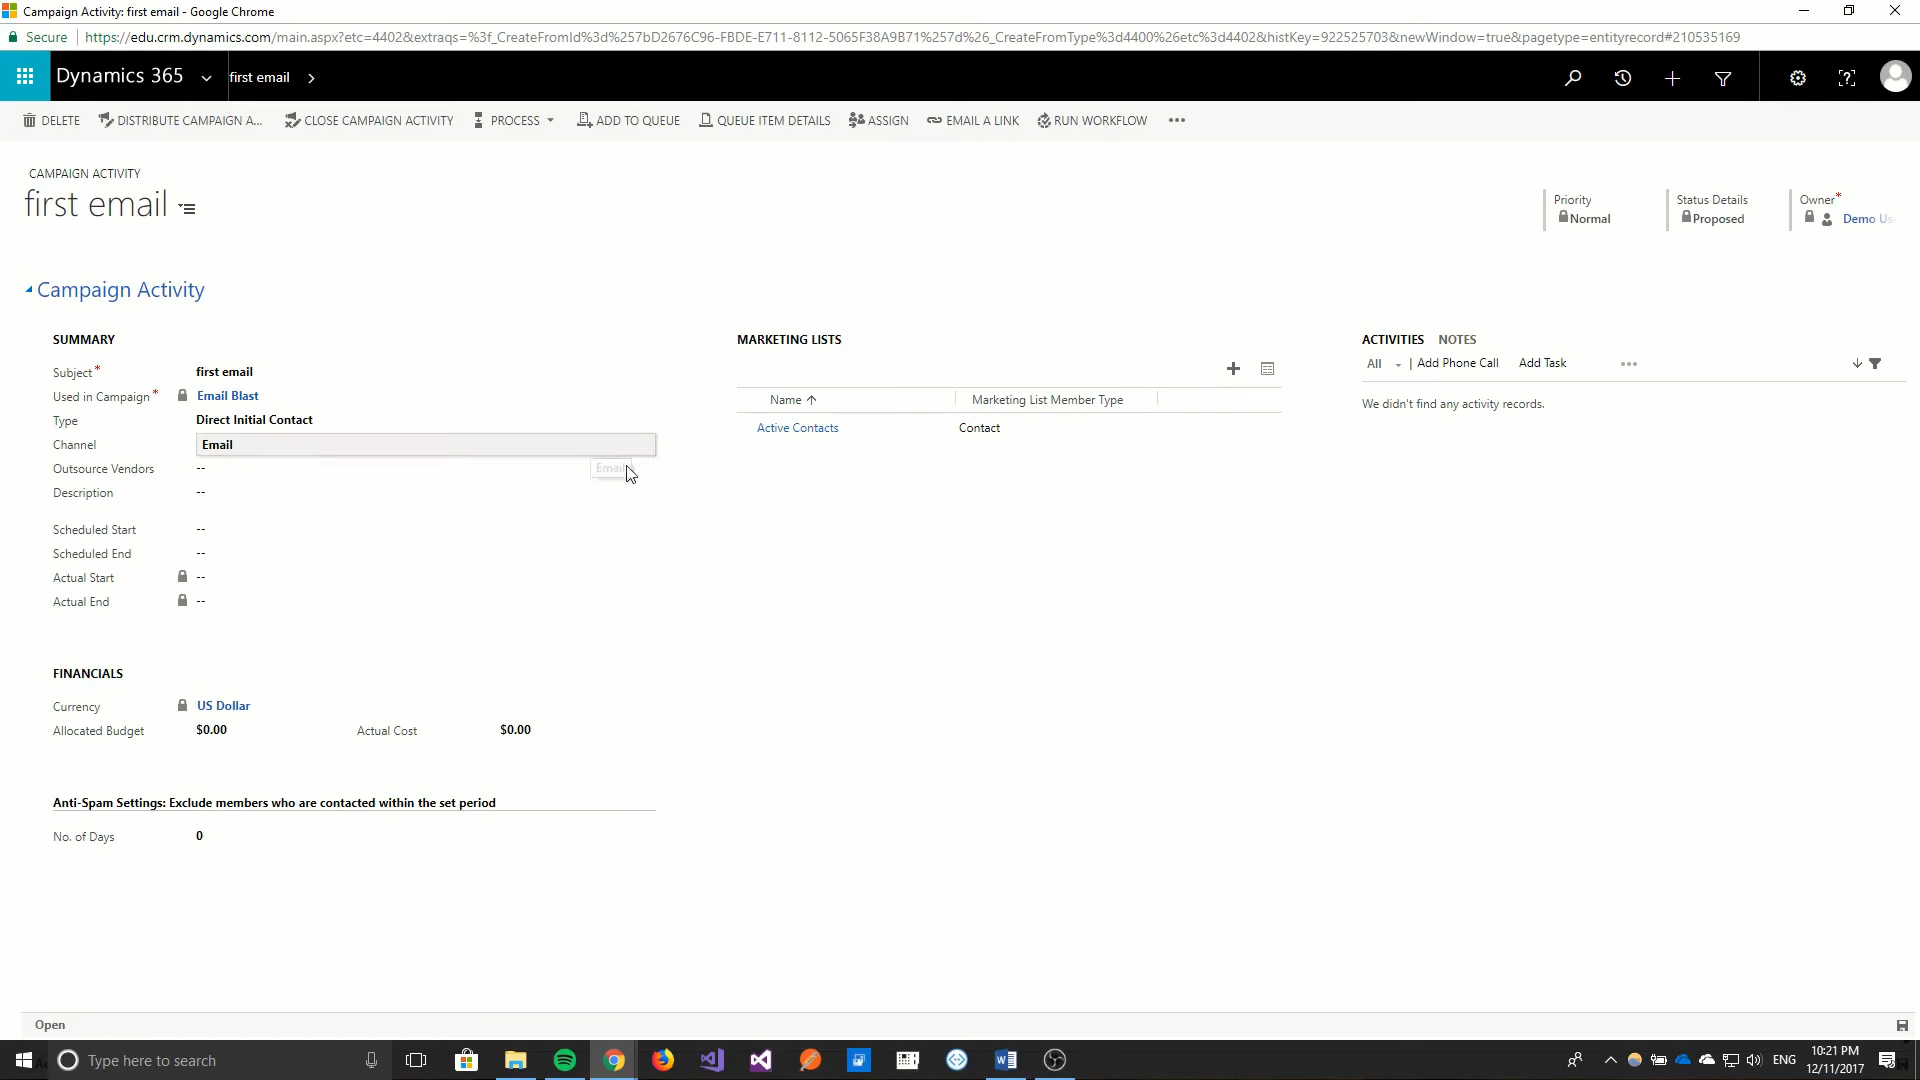 Campaign Activity: first email - Google Chrome
Secure https://edu.crm.dynamics.com/main.aspx?etc=4402&extraqs=%3f_CreateFromId%3d%257bD2676C96-FBDE-E711-8112-5065F38A9B71%257d%26_CreateFromType%3d4400%26etc%3d4402&histKey=922525703&newWindow=true&pagetype=entityrecord#210535169
Dynamics 365 first email
DELETE DISTRIBUTE CAMPAIGN A... CLOSE CAMPAIGN ACTIVITY PROCESS ADD TO QUEUE QUEUE ITEM DETAILS ASSIGN EMAIL A LINK RUN WORKFLOW
CAMPAIGN ACTIVITY
first email
Priority Status Details Owner*
Normal Proposed Demo Us
Campaign Activity
SUMMARY
Subject* first email
Used in Campaign* Email Blast
Type Direct Initial Contact
Channel Email
Outsource Vendors --
Email
Description --
Scheduled Start --
Scheduled End --
Actual Start --
Actual End --
FINANCIALS
Currency US Dollar
Allocated Budget $0.00 Actual Cost $0.00
Anti-Spam Settings: Exclude members who are contacted within the set period
No. of Days 0
MARKETING LISTS
Name Marketing List Member Type
Active Contacts Contact
ACTIVITIES NOTES
All | Add Phone Call Add Task
We didn't find any activity records.
Open
Type here to search
ENG
10:21 PM
12/11/2017